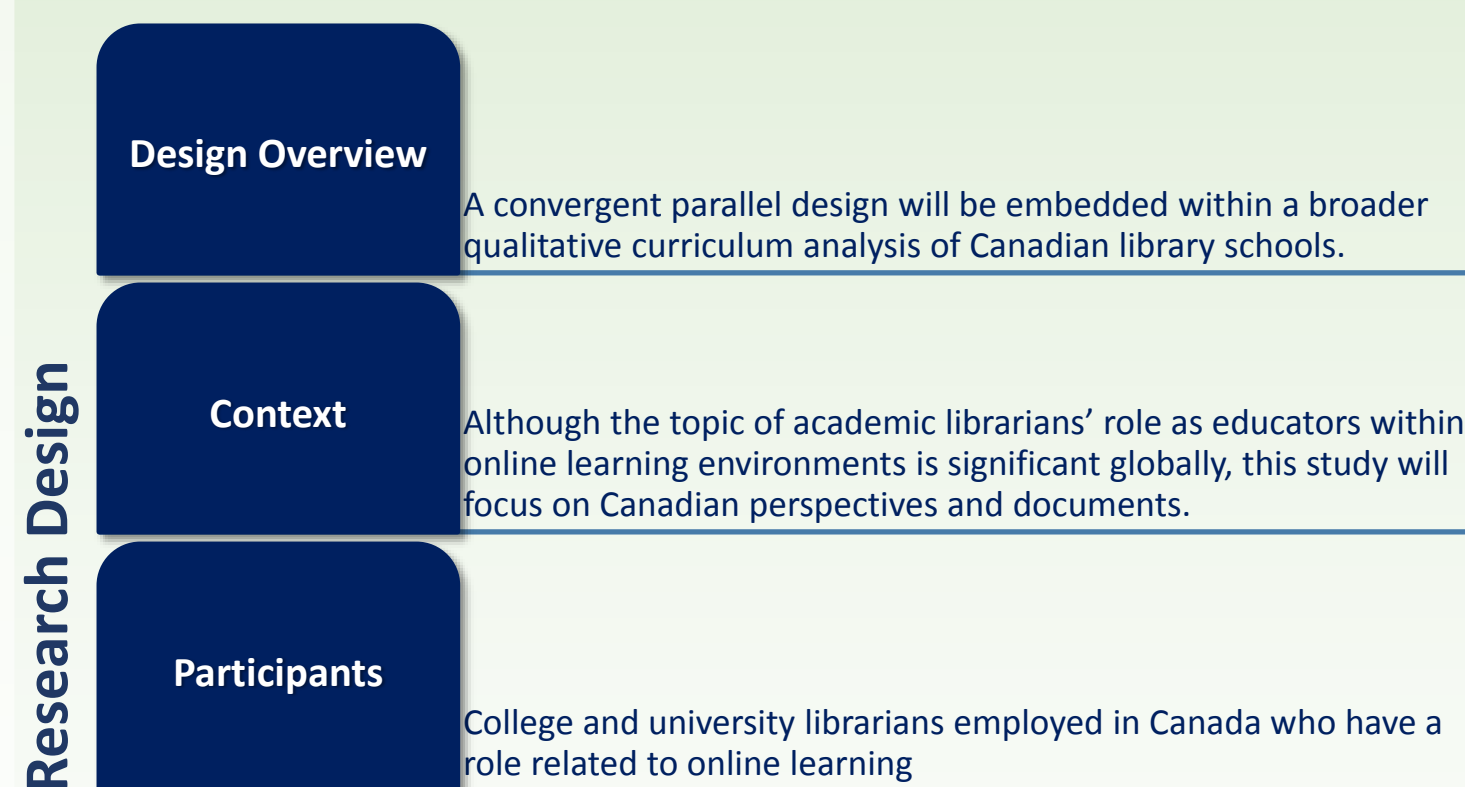 Research Design
Design Overview
A convergent parallel design will be embedded within a broader
qualitative curriculum analysis of Canadian library schools.
Context
Although the topic of academic librarians’ role as educators within
online learning environments is significant globally, this study will
focus on Canadian perspectives and documents.
Participants
College and university librarians employed in Canada who have a
role related to online learning